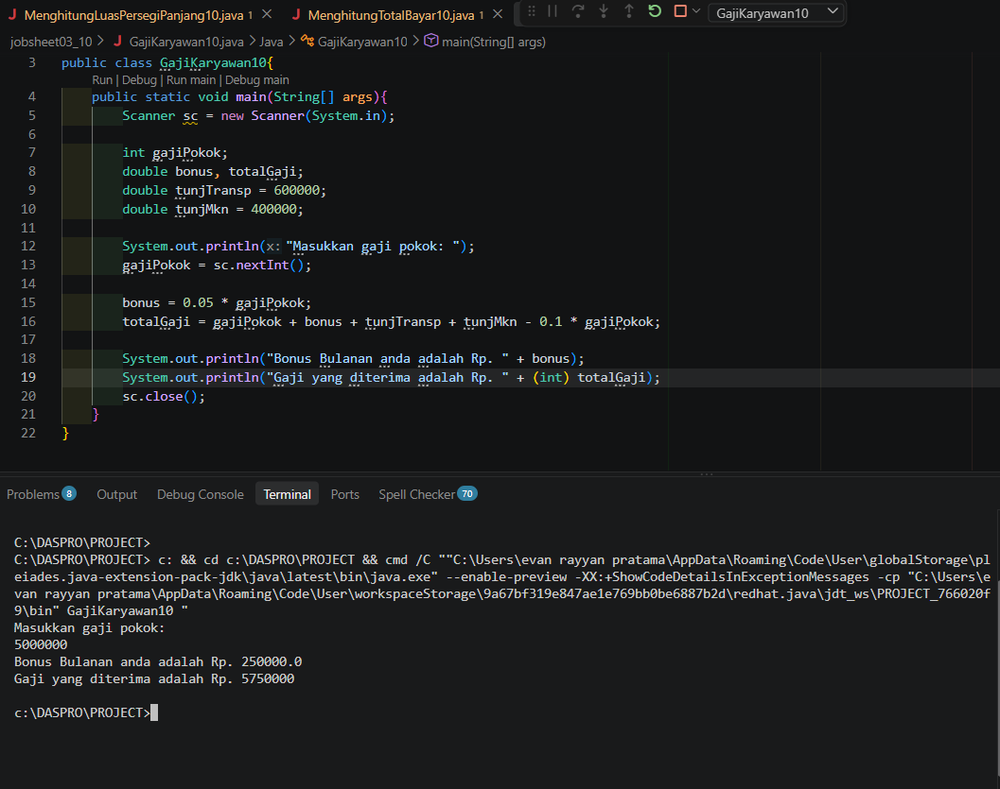 MenghitungLuasPersegiPanjang10.java 1
MenghitungTotalBayar10.java 1
GajiKaryawan10
jobsheet03_10 > GajiKaryawan10.java > Java > GajiKaryawan10 > main(String[] args)
3 public class GajiKaryawan10{
Run | Debug | Run main | Debug main
4 public static void main(String[] args){
5 Scanner sc = new Scanner(System.in);
6
7 int gajiPokok;
8 double bonus, totalGaji;
9 double tunjTransp = 600000;
10 double tunjMkn = 400000;
11
12 System.out.println(x: "Masukkan gaji pokok: ");
13 gajiPokok = sc.nextInt();
14
15 bonus = 0.05 * gajiPokok;
16 totalGaji = gajiPokok + bonus + tunjTransp + tunjMkn - 0.1 * gajiPokok;
17
18 System.out.println("Bonus Bulanan anda adalah Rp. " + bonus);
19 System.out.println("Gaji yang diterima adalah Rp. " + (int) totalGaji);
20 sc.close();
21 }
22 }
Problems 8 Output Debug Console Terminal Ports Spell Checker 70
C:\DASPRO\PROJECT>
C:\DASPRO\PROJECT> c: && cd c:\DASPRO\PROJECT && cmd /C ""C:\Users\evan rayyan pratama\AppData\Roaming\Code\User\globalStorage\pl
eiades.java-extension-pack-jdk\java\latest\bin\java.exe" --enable-preview -XX:+ShowCodeDetailsInExceptionMessages -cp "C:\Users\e
van rayyan pratama\AppData\Roaming\Code\User\workspaceStorage\9a67bf319e847ae1e769bb0be6887b2d\redhat.java\jdt_ws\PROJECT_766020f
9\bin" GajiKaryawan10 "
Masukkan gaji pokok:
5000000
Bonus Bulanan anda adalah Rp. 250000.0
Gaji yang diterima adalah Rp. 5750000
c:\DASPRO\PROJECT>